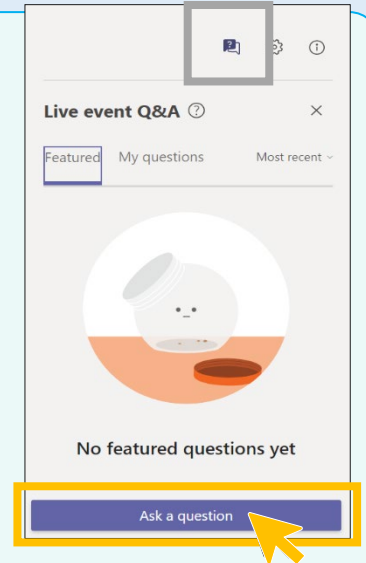 Live event Q&A
Featured My questions Most recent
No featured questions yet
Ask a question